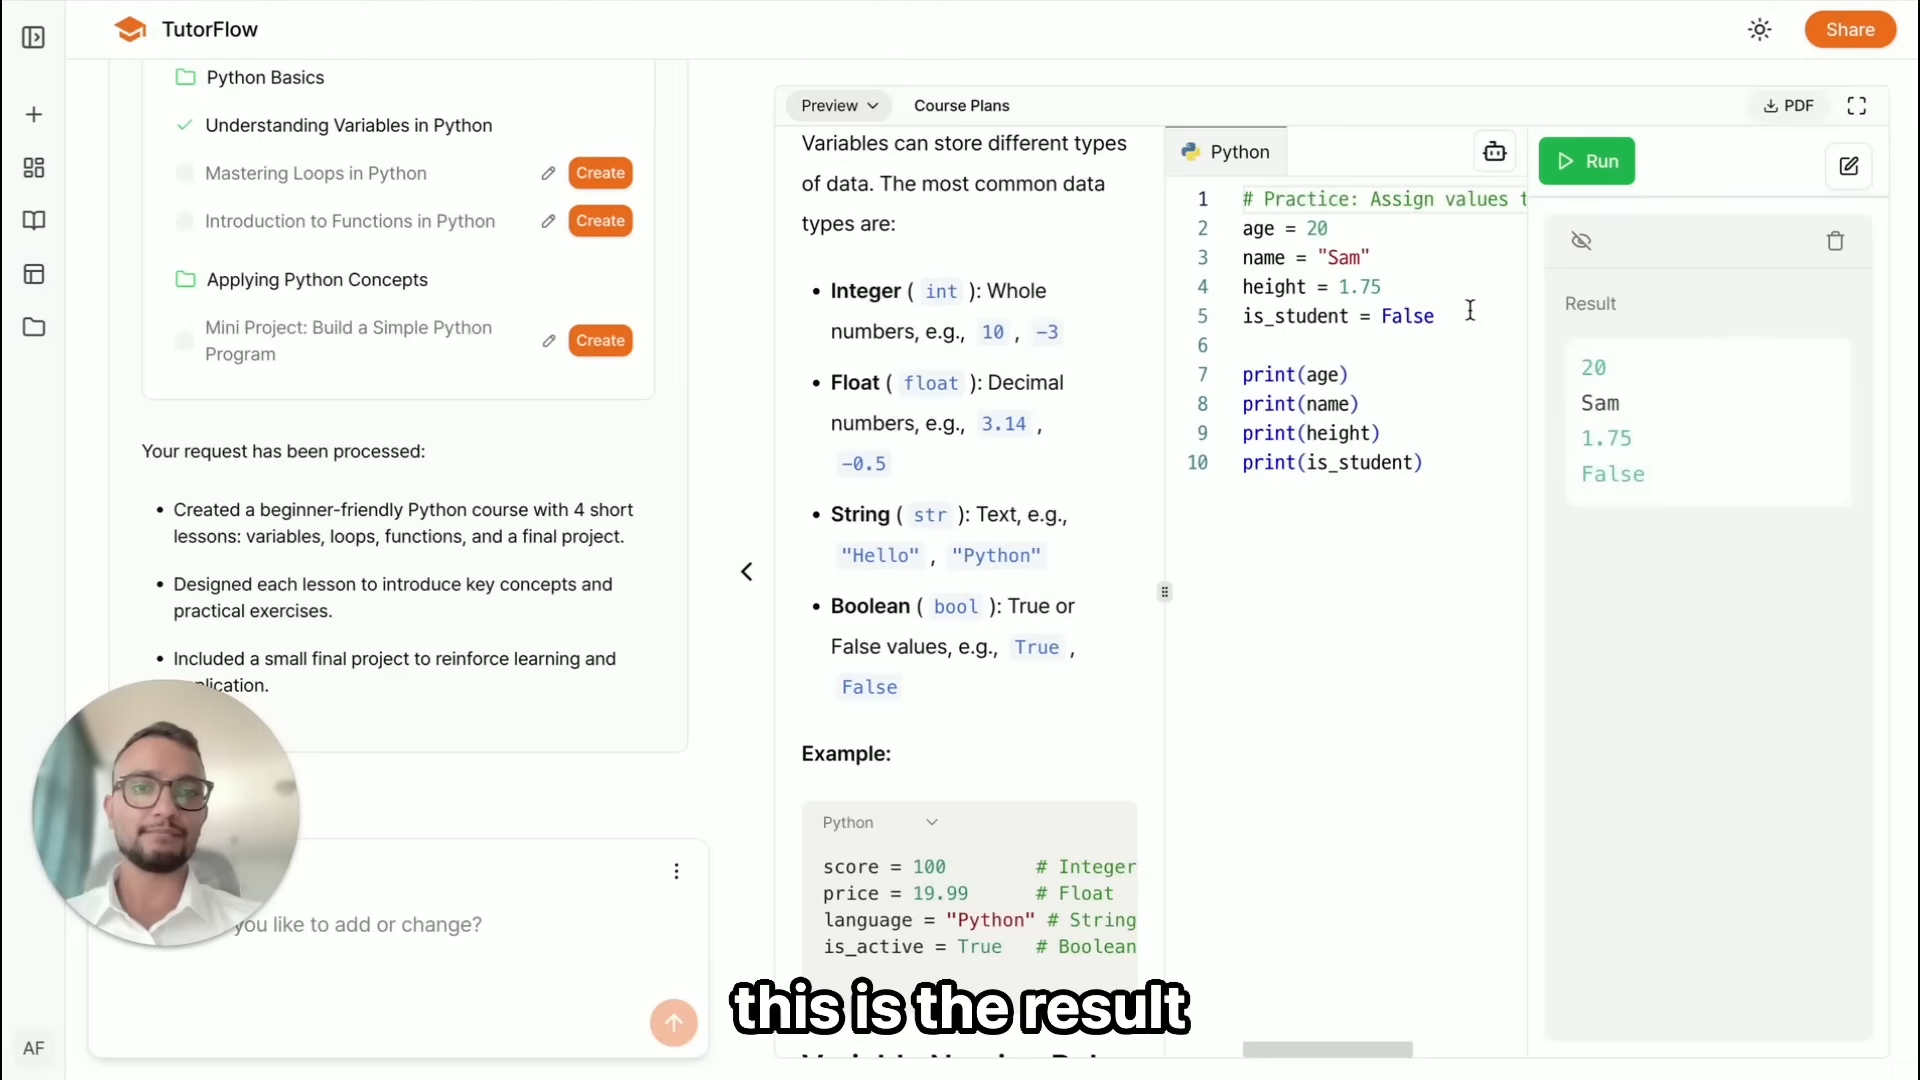 TutorFlow
Share
Python Basics
Understanding Variables in Python
Mastering Loops in Python
Create
Introduction to Functions in Python
Create
Applying Python Concepts
Mini Project: Build a Simple Python
Program
Create
Your request has been processed:
• Created a beginner-friendly Python course with 4 short
lessons: variables, loops, functions, and a final project.
• Designed each lesson to introduce key concepts and
practical exercises.
• Included a small final project to reinforce learning and
plication.
you like to add or change?
AF
Preview
Course Plans
PDF
Variables can store different types
of data. The most common data
types are:
• Integer ( int ): Whole
numbers, e.g., 10 , -3
• Float ( float ): Decimal
numbers, e.g., 3.14 ,
-0.5
• String ( str ): Text, e.g.,
"Hello" , "Python"
• Boolean ( bool ): True or
False values, e.g., True ,
False
Example:
Python
score = 100 # Integer
price = 19.99 # Float
language = "Python" # String
is_active = True # Boolean
Python
1 # Practice: Assign values t
2 age = 20
3 name = "Sam"
4 height = 1.75
5 is_student = False
6
7 print(age)
8 print(name)
9 print(height)
10 print(is_student)
Run
Result
20
Sam
1.75
False
this is the result